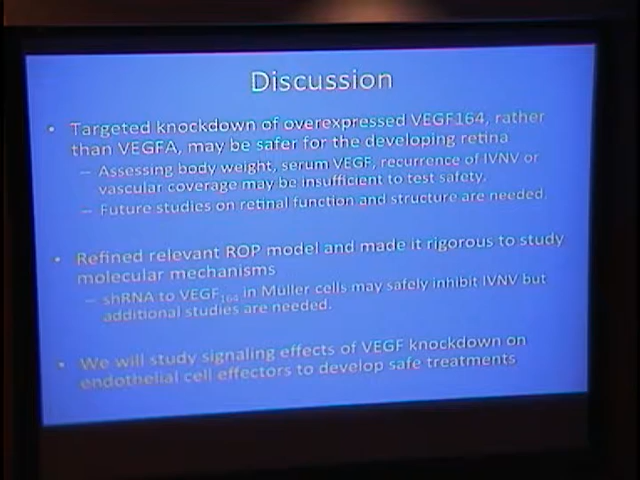 Discussion
• Targeted knockdown of overexpressed VEGF164, rather
than VEGFA, may be safer for the developing retina
– Assessing body weight, serum VEGF, recurrence of IVNV or
vascular coverage may be insufficient to test safety.
– Future studies on retinal function and structure are needed.
• Refined relevant ROP model and made it rigorous to study
molecular mechanisms
– shRNA to VEGF164 in Muller cells may safely inhibit IVNV but
additional studies are needed.
• We will study signaling effects of VEGF knockdown on
endothelial cell effectors to develop safe treatments